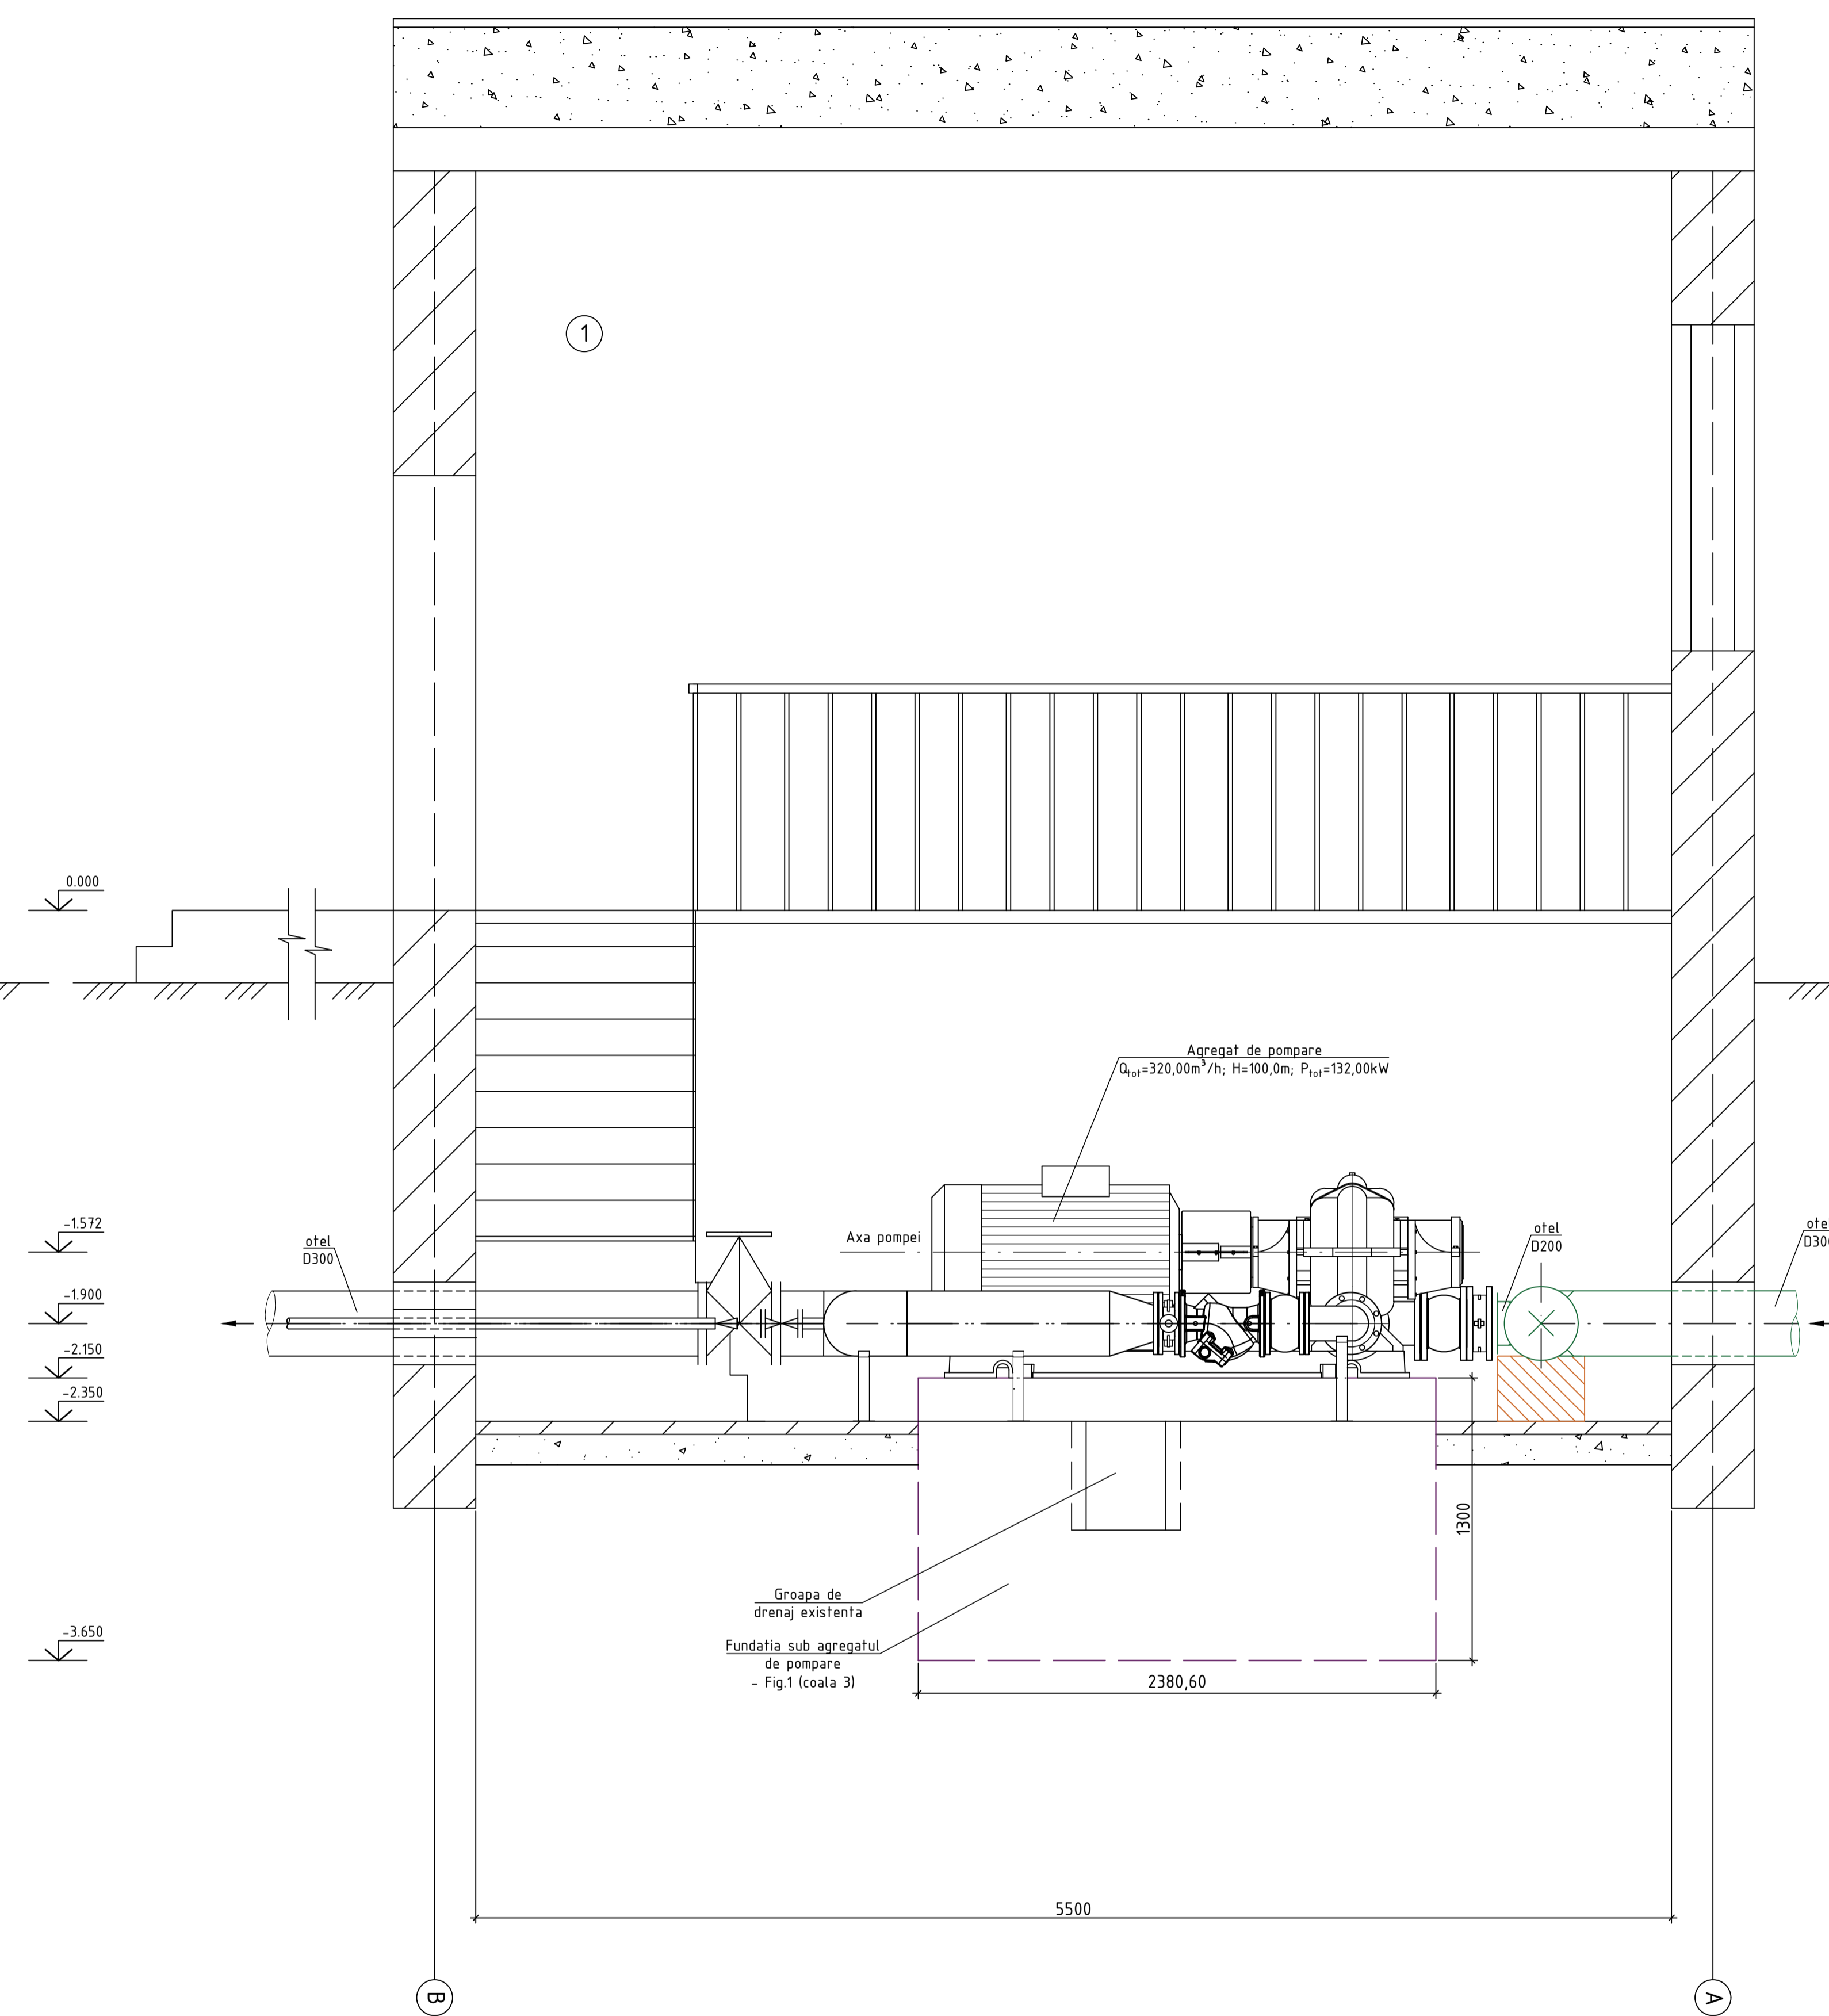 1
0.000
Agregat de pompare
Qtot=320,00m³/h; H=100,0m; Ptot=132,00kW
-1.572
Axa pompei
otel
D300
otel
D200
-1.900
-2.150
-2.350
1300
Groapa de
drenaj existenta
-3.650
Fundatia sub agregatul
de pompare
- Fig.1 (coala 3)
2380,60
5500
B
A